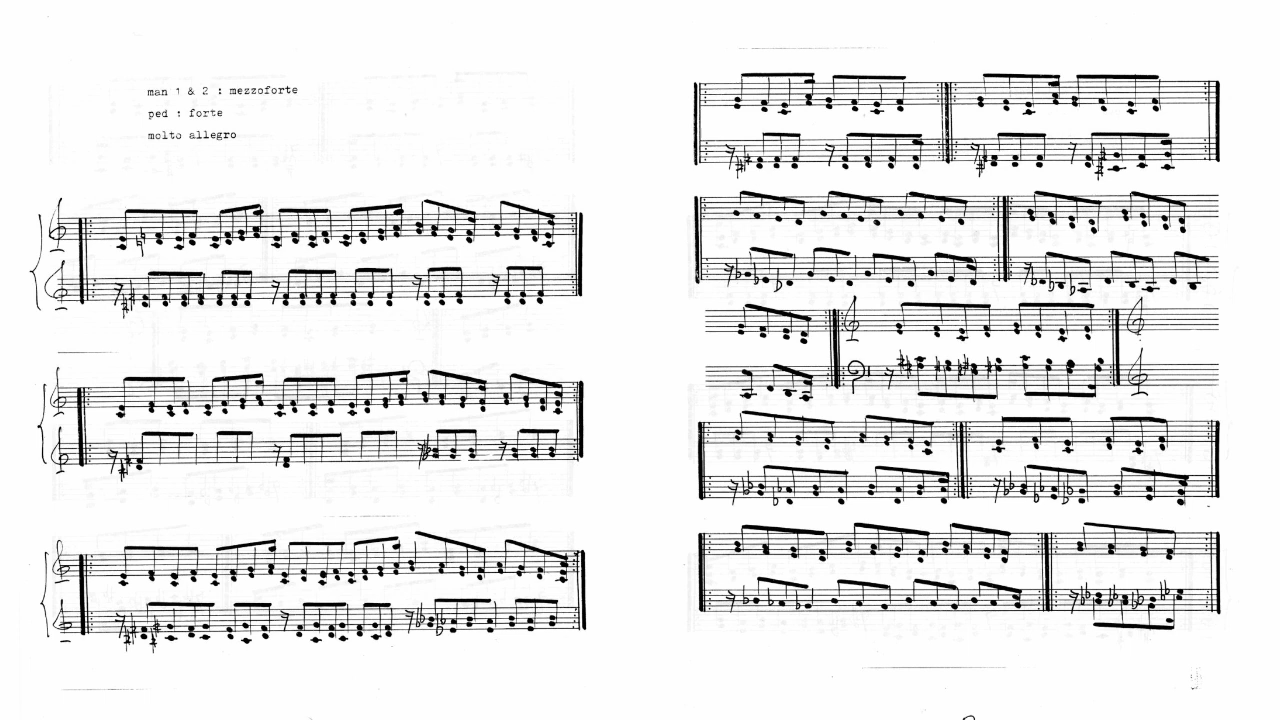 man 1 & 2 : mezzoforte
ped : forte
molto allegro